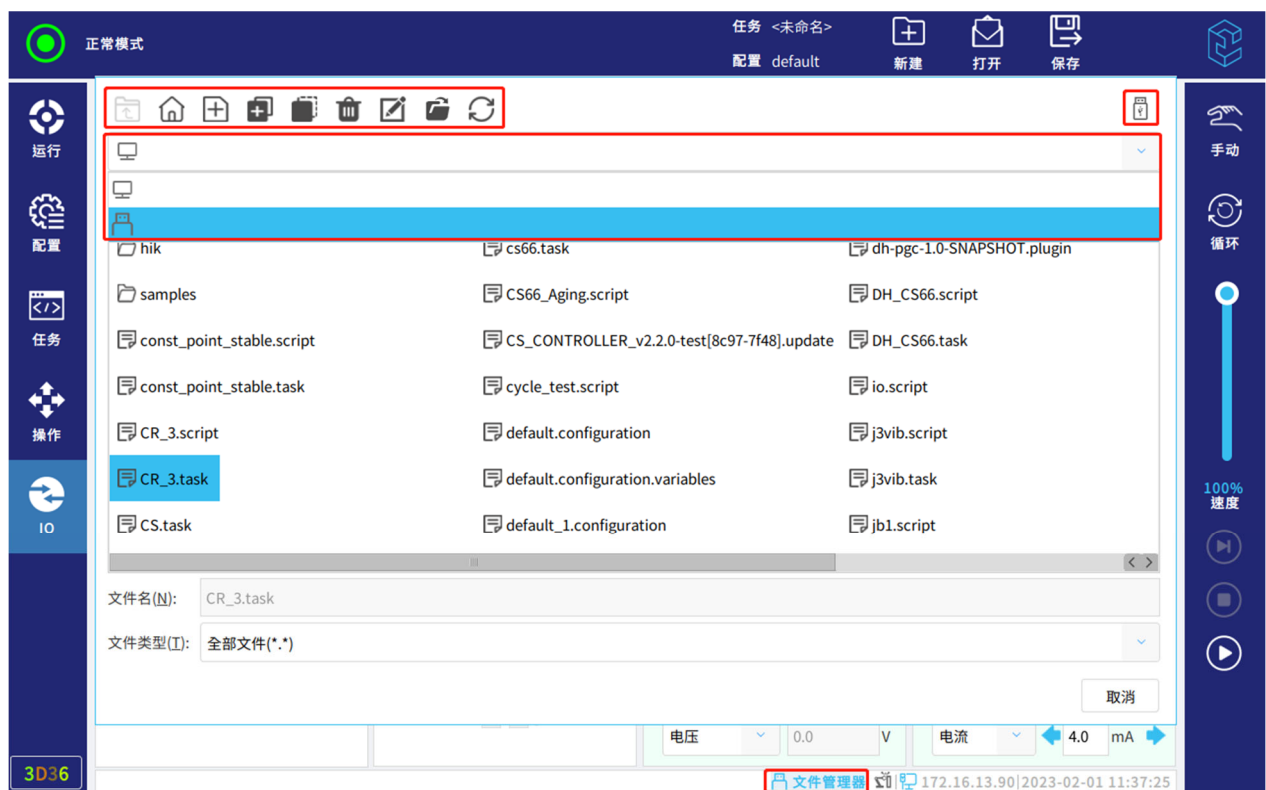 正常模式
任务 <未命名>
配置 default
新建 打开 保存
运行
配置
任务
操作
IO
3D36
hik cs66.task dh-pgc-1.0-SNAPSHOT.plugin
samples CS66_Aging.script DH_CS66.script
const_point_stable.script CS_CONTROLLER_v2.2.0-test[8c97-7f48].update DH_CS66.task
const_point_stable.task cycle_test.script io.script
CR_3.script default.configuration j3vib.script
CR_3.task default.configuration.variables j3vib.task
CS.task default_1.configuration jb1.script
文件名(N): CR_3.task
文件类型(T): 全部文件(*.*)
取消
电压 0.0 V 电流 4.0 mA
文件管理器 172.16.13.90|2023-02-01 11:37:25
手动
循环
100%
速度